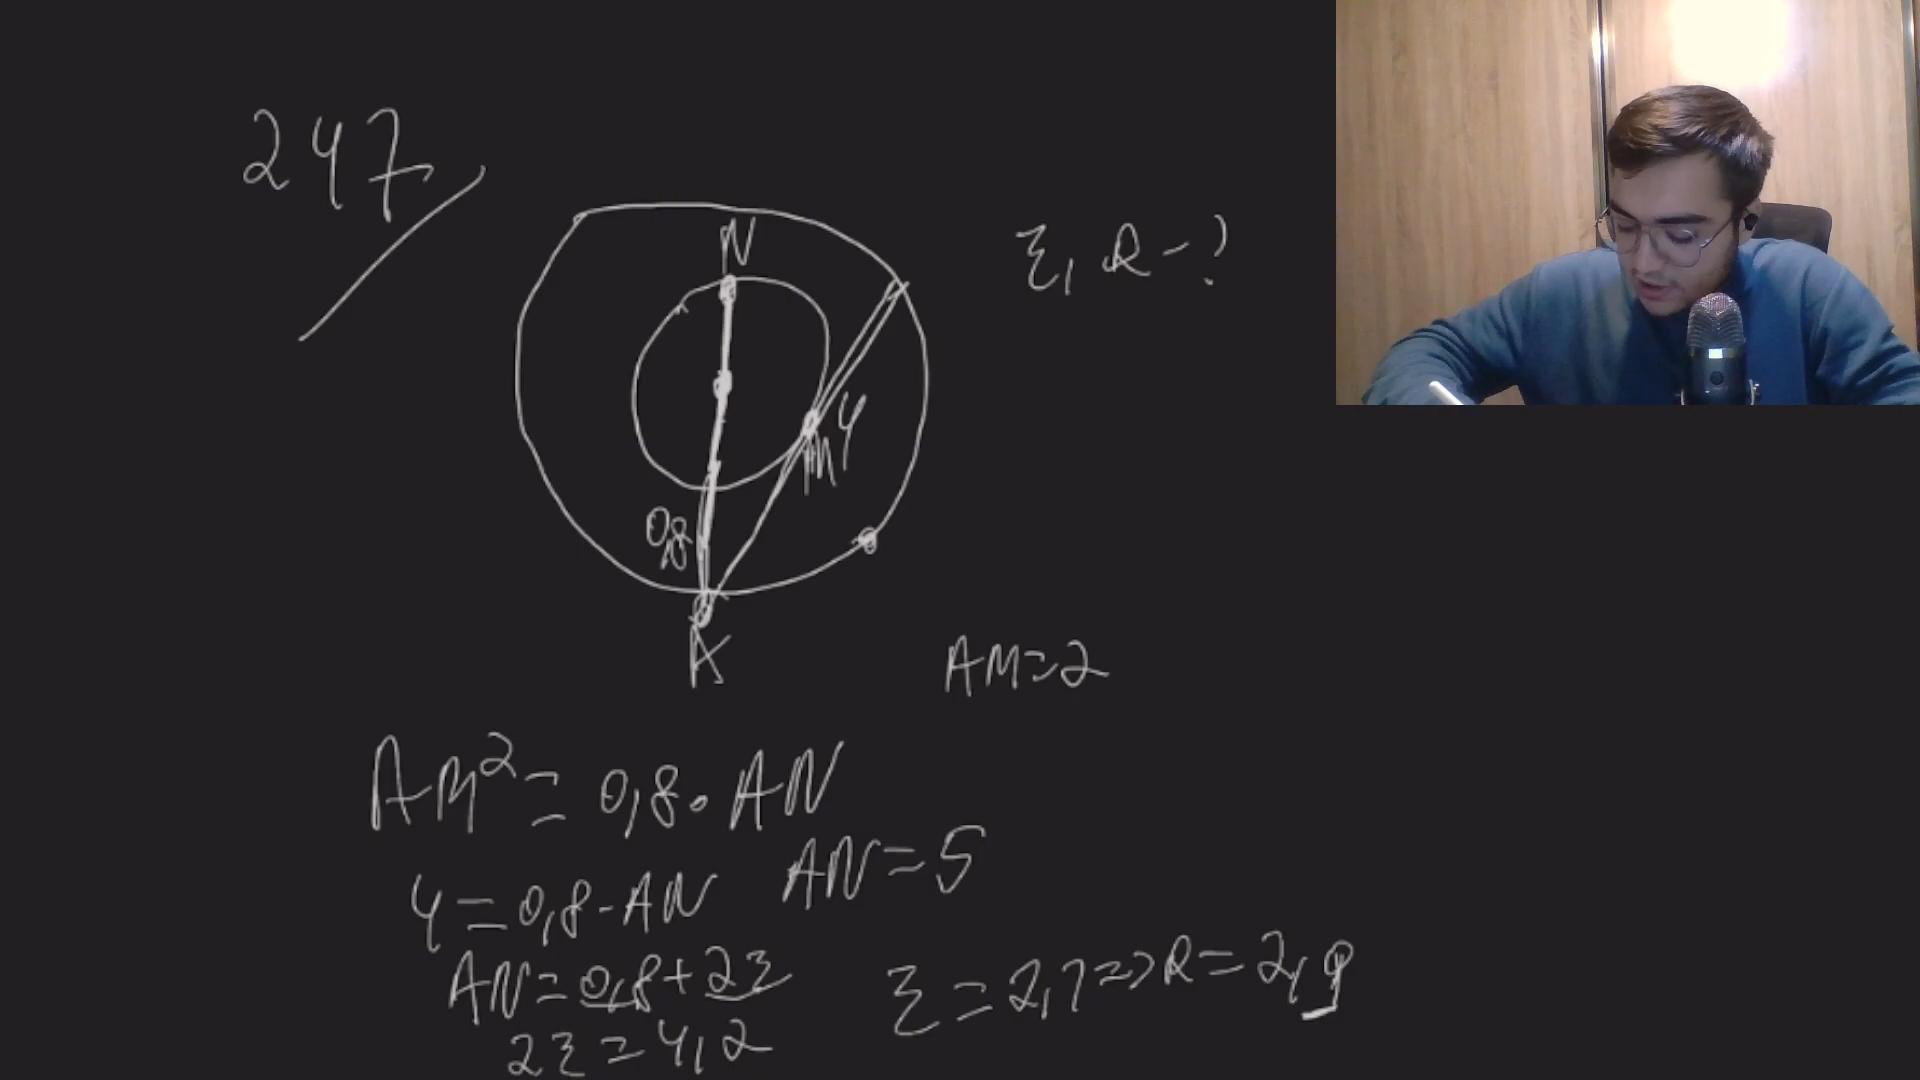 247
N
r, R - ?
4
M
0,8
A
AM = 2
AM² = 0,8 · AN
4 = 0,8 · AN AN = 5
AN = 0,8 + 2r
r = 2,1 => R = 2,9
2r = 4,2